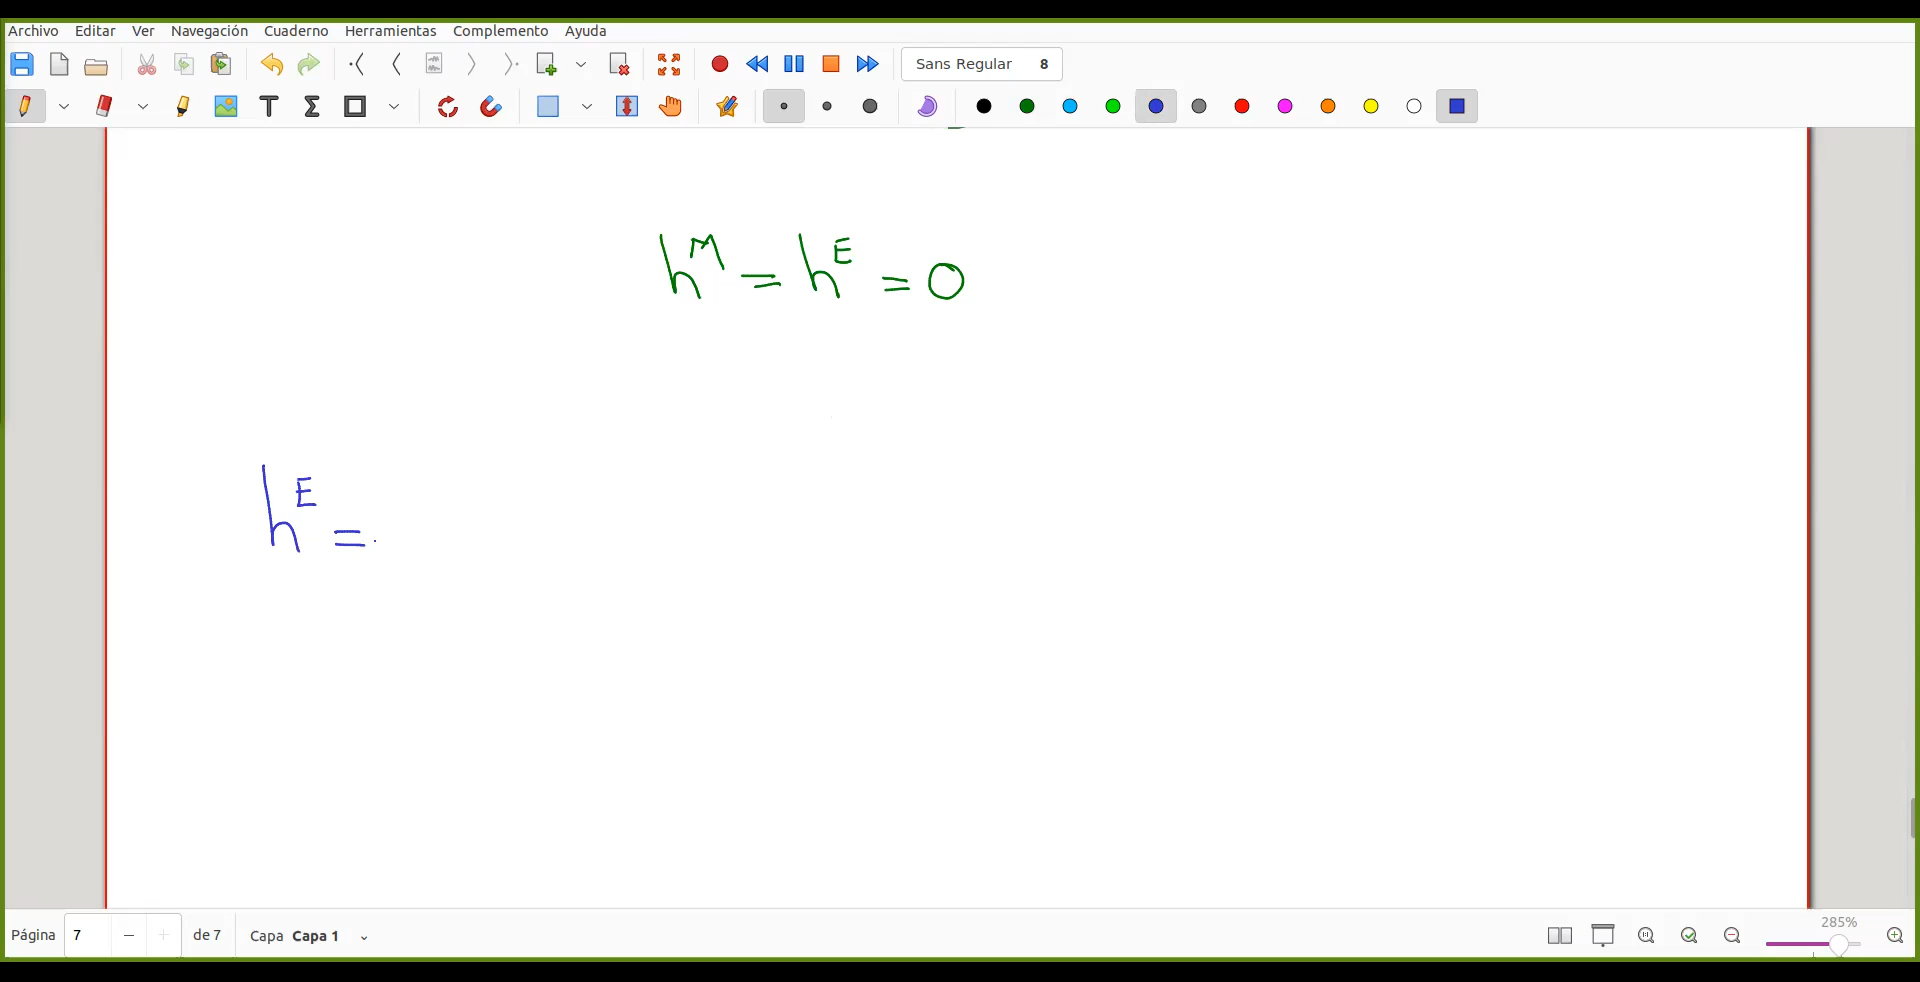 Archivo Editar Ver Navegación Cuaderno Herramientas Complemento Ayuda
Sans Regular 8
h^M = h^E = 0
h^E =
285%
Página 7 de 7 Capa Capa 1